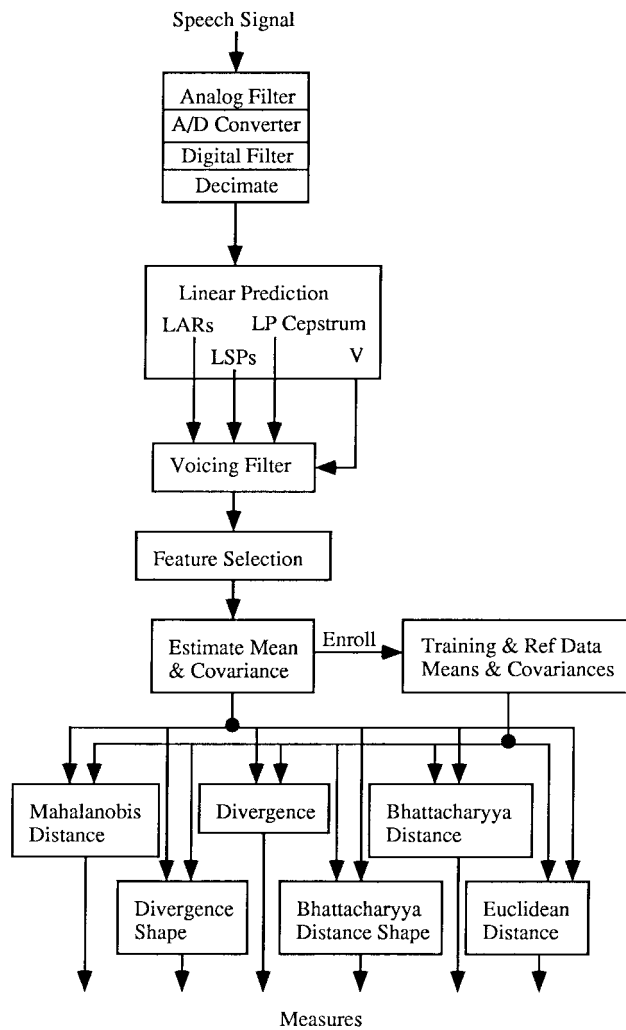 Speech Signal
Analog Filter
A/D Converter
Digital Filter
Decimate
Linear Prediction
LARs
LP Cepstrum
LSPs
V
Voicing Filter
Feature Selection
Estimate Mean
& Covariance
Enroll
Training & Ref Data
Means & Covariances
Mahalanobis
Distance
Divergence
Bhattacharyya
Distance
Divergence
Shape
Bhattacharyya
Distance Shape
Euclidean
Distance
Measures